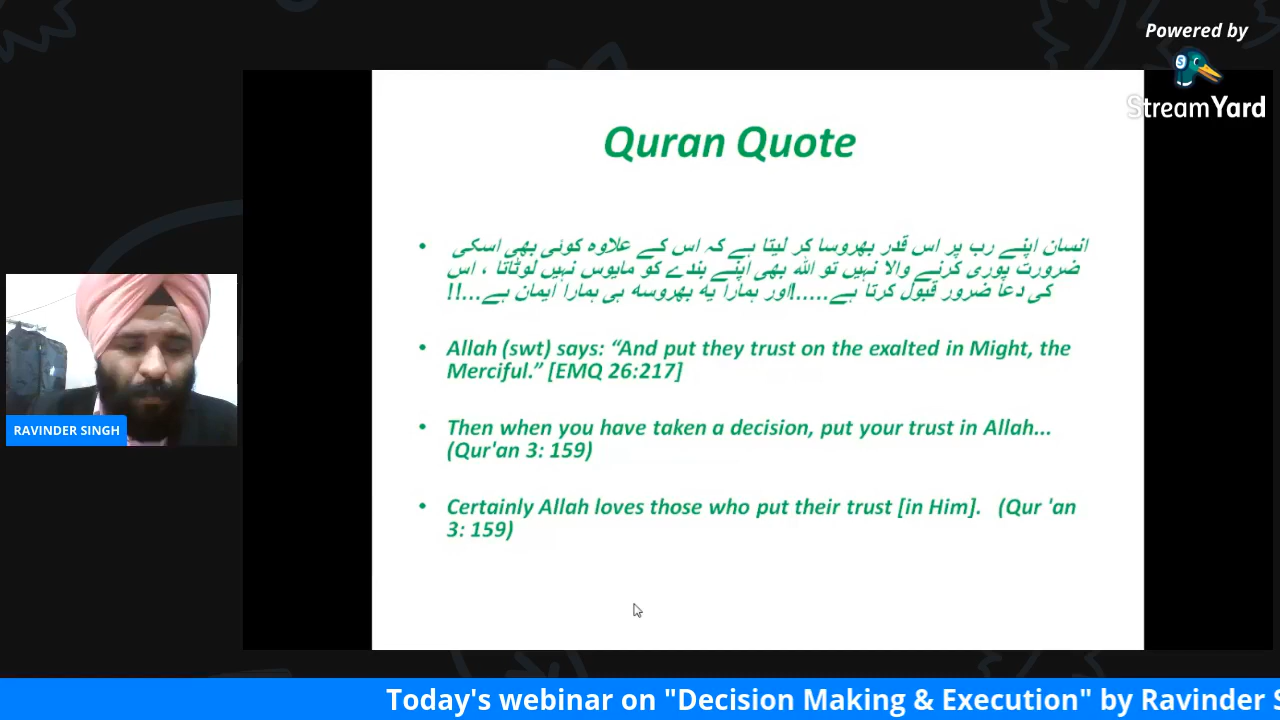 Powered by
StreamYard
Quran Quote
• انسان اپنے رب پر اس قدر بھروسا کر لیتا ہے کہ اس کے علاوہ کوئی بھی اسکی
ضرورت پوری کرنے والا نہیں تو اللہ بھی اپنے بندے کو مایوس نہیں لوٹاتا ، اس
کی دعا ضرور قبول کرتا ہے.....!اور ہمارا یہ بھروسہ ہی ہمارا ایمان ہے...!!
• Allah (swt) says: “And put they trust on the exalted in Might, the
Merciful.” [EMQ 26:217]
• Then when you have taken a decision, put your trust in Allah...
(Qur'an 3: 159)
• Certainly Allah loves those who put their trust [in Him]. (Qur 'an
3: 159)
RAVINDER SINGH
Today's webinar on "Decision Making & Execution" by Ravinder S